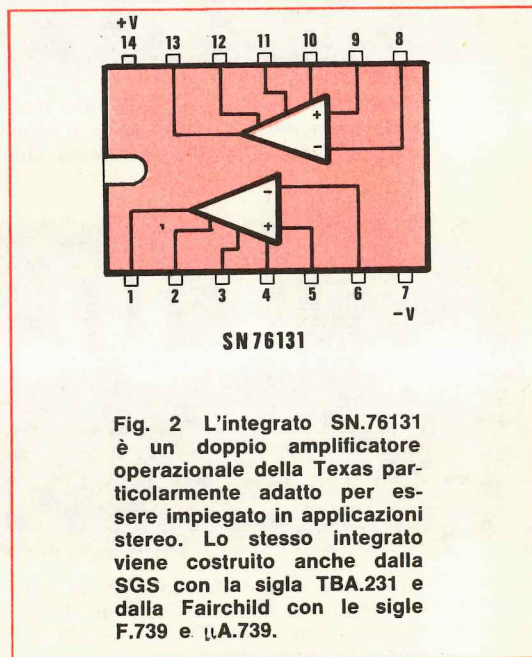 +V
14 13 12 11 10 9 8
+
−
−
+
1 2 3 4 5 6 7
−V
SN76131
Fig. 2 L'integrato SN.76131
è un doppio amplificatore
operazionale della Texas par-
ticolarmente adatto per es-
sere impiegato in applicazioni
stereo. Lo stesso integrato
viene costruito anche dalla
SGS con la sigla TBA.231 e
dalla Fairchild con le sigle
F.739 e μA.739.